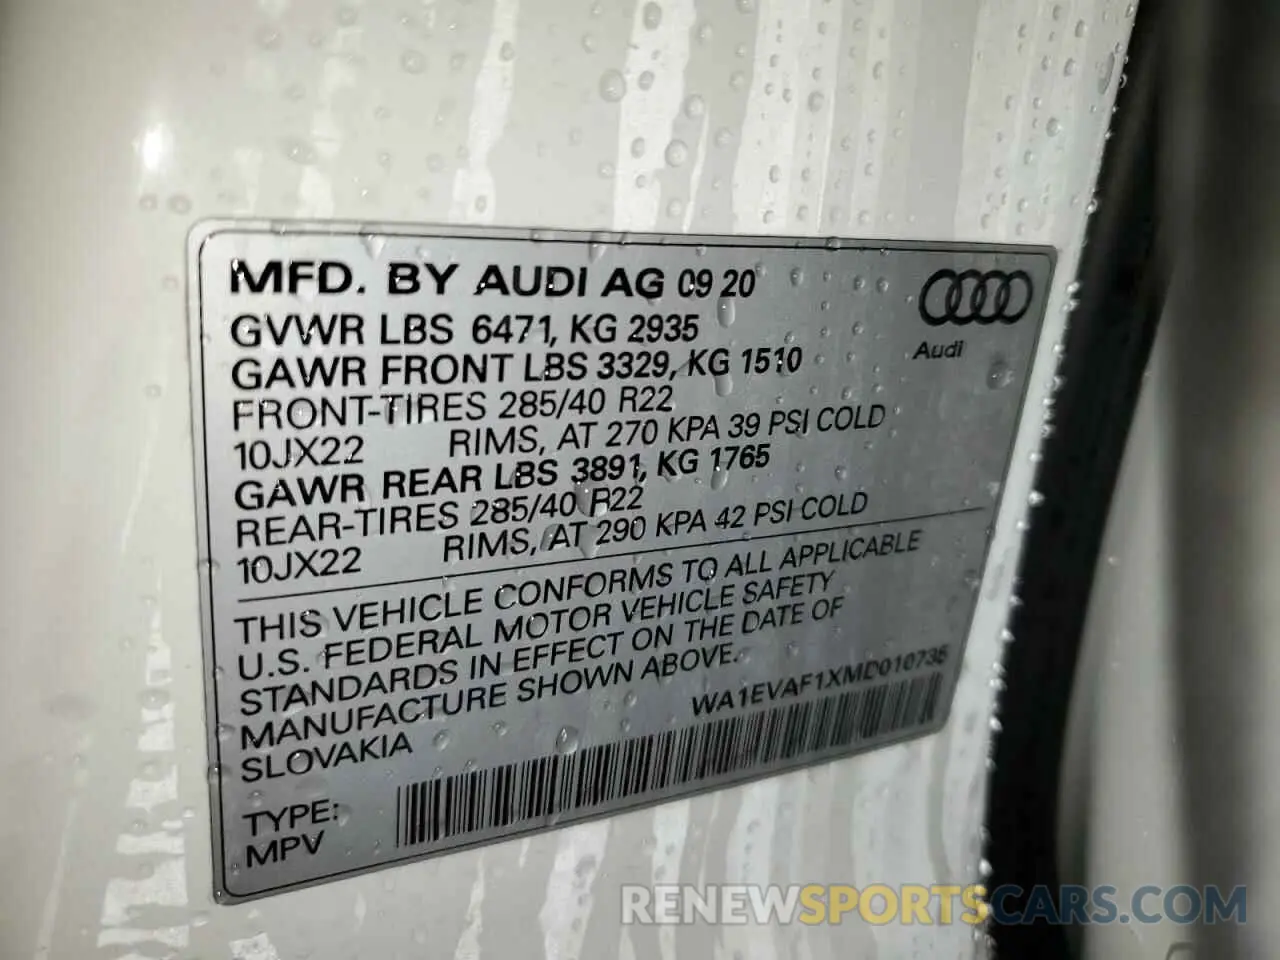 MFD. BY AUDI AG 09 20
GVWR LBS 6471, KG 2935
GAWR FRONT LBS 3329, KG 1510
FRONT-TIRES 285/40 R22
10JX22 RIMS, AT 270 KPA 39 PSI COLD
GAWR REAR LBS 3891, KG 1765
REAR-TIRES 285/40 R22
10JX22 RIMS, AT 290 KPA 42 PSI COLD
Audi
THIS VEHICLE CONFORMS TO ALL APPLICABLE
U.S. FEDERAL MOTOR VEHICLE SAFETY
STANDARDS IN EFFECT ON THE DATE OF
MANUFACTURE SHOWN ABOVE.
SLOVAKIA
WA1EVAF1XMD010735
TYPE:
MPV
RENEWSPORTSCARS.COM